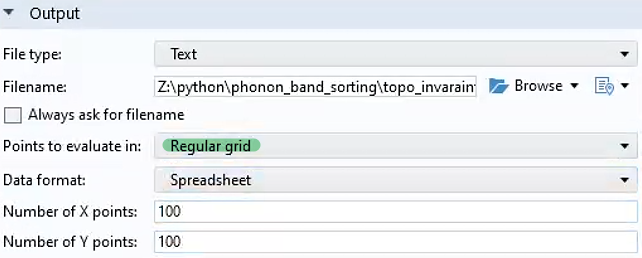 Output
File type: Text
Filename: Z:\python\phonon_band_sorting\topo_invarain Browse
Always ask for filename
Points to evaluate in: Regular grid
Data format: Spreadsheet
Number of X points: 100
Number of Y points: 100